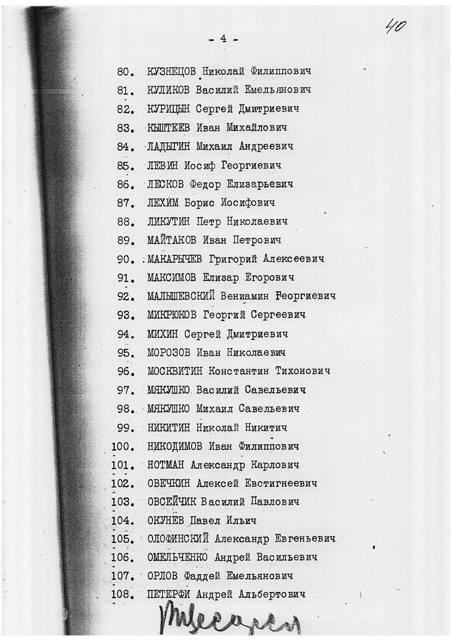 40
- 4 -
80. КУЗНЕЦОВ Николай Филиппович
81. КУЛИКОВ Василий Емельянович
82. КУРИЦЫН Сергей Дмитриевич
83. КЫШТЕЕВ Иван Михайлович
84. ЛАДЫГИН Михаил Андреевич
85. ЛЕВИН Иосиф Георгиевич
86. ЛЕСКОВ Федор Елизарьевич
87. ЛЕХИМ Борис Иосифович
88. ЛИКУТИН Петр Николаевич
89. МАЙТАКОВ Иван Петрович
90. МАКАРЫЧЕВ Григорий Алексеевич
91. МАКСИМОВ Елизар Егорович
92. МАЛЫШЕВСКИЙ Вениамин Георгиевич
93. МИКРЮКОВ Георгий Сергеевич
94. МИХИН Сергей Дмитриевич
95. МОРОЗОВ Иван Николаевич
96. МОСКВИТИН Константин Тихонович
97. МЯКУШКО Василий Савельевич
98. МЯКУШКО Михаил Савельевич
99. НИКИТИН Николай Никитич
100. НИКОДИМОВ Иван Филиппович
101. НОТМАН Александр Карлович
102. ОВЕЧКИН Алексей Евстигнеевич
103. ОВСЕЙЧИК Василий Павлович
104. ОКУНЕВ Павел Ильич
105. ОЛОФИНСКИЙ Александр Евгеньевич
106. ОМЕЛЬЧЕНКО Андрей Васильевич
107. ОРЛОВ Фаддей Емельянович
108. ПЕТЕРФИ Андрей Альбертович